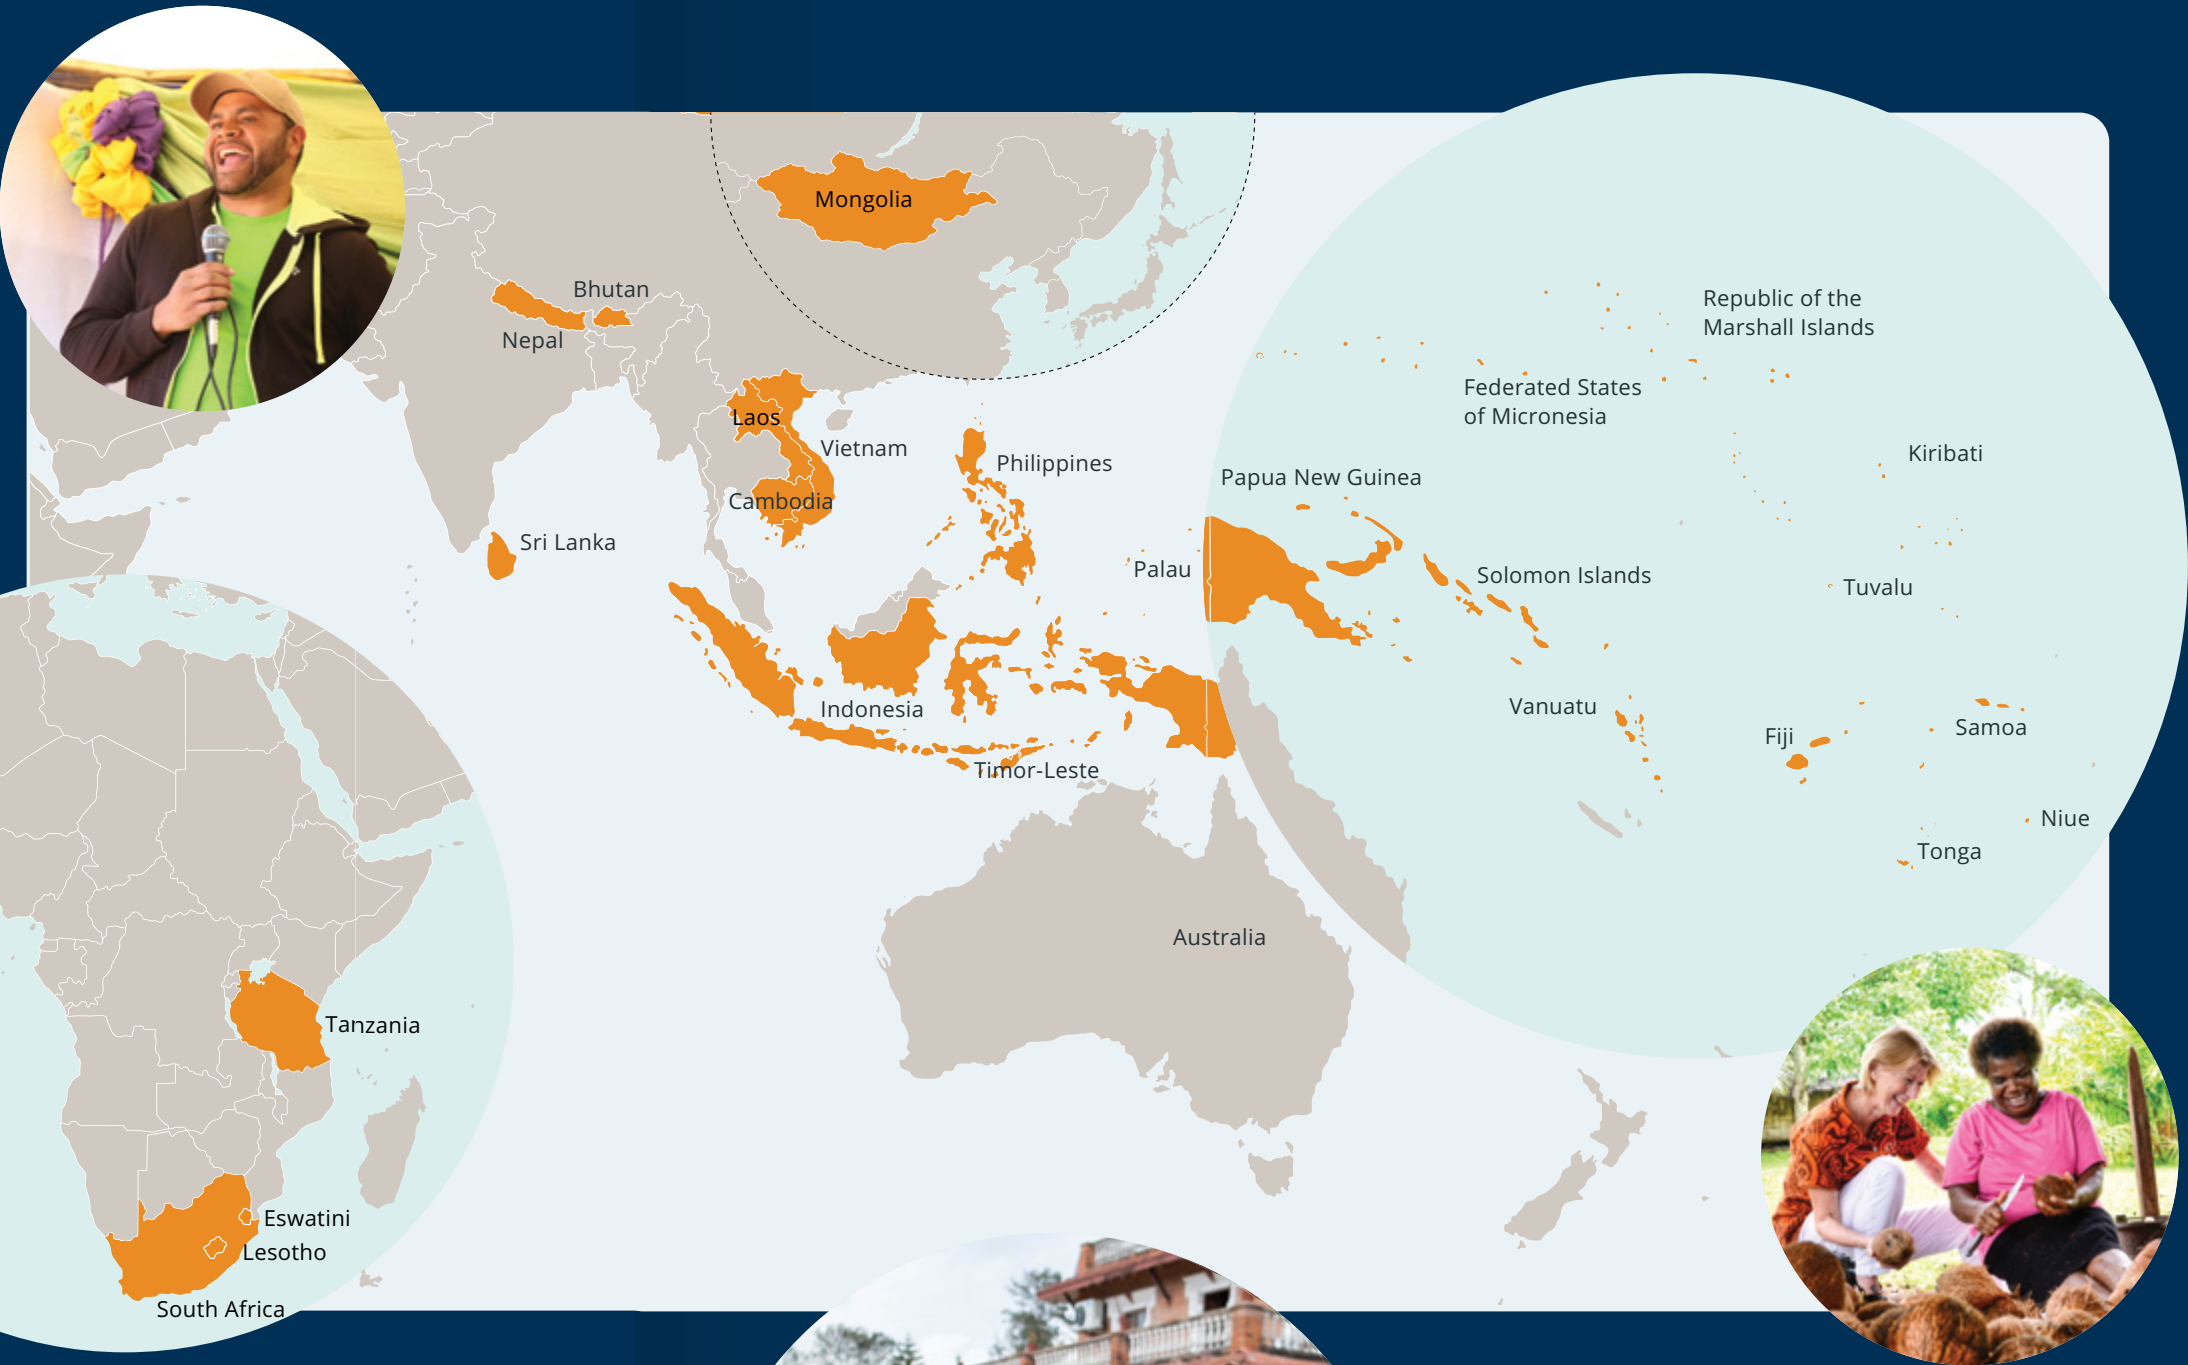 Mongolia
Bhutan
Nepal
Republic of the
Marshall Islands
Federated States
of Micronesia
Laos
Vietnam
Philippines
Kiribati
Papua New Guinea
Cambodia
Sri Lanka
Palau
Solomon Islands
Tuvalu
Indonesia
Vanuatu
Fiji
Samoa
Timor-Leste
Niue
Tonga
Australia
Tanzania
Eswatini
Lesotho
South Africa